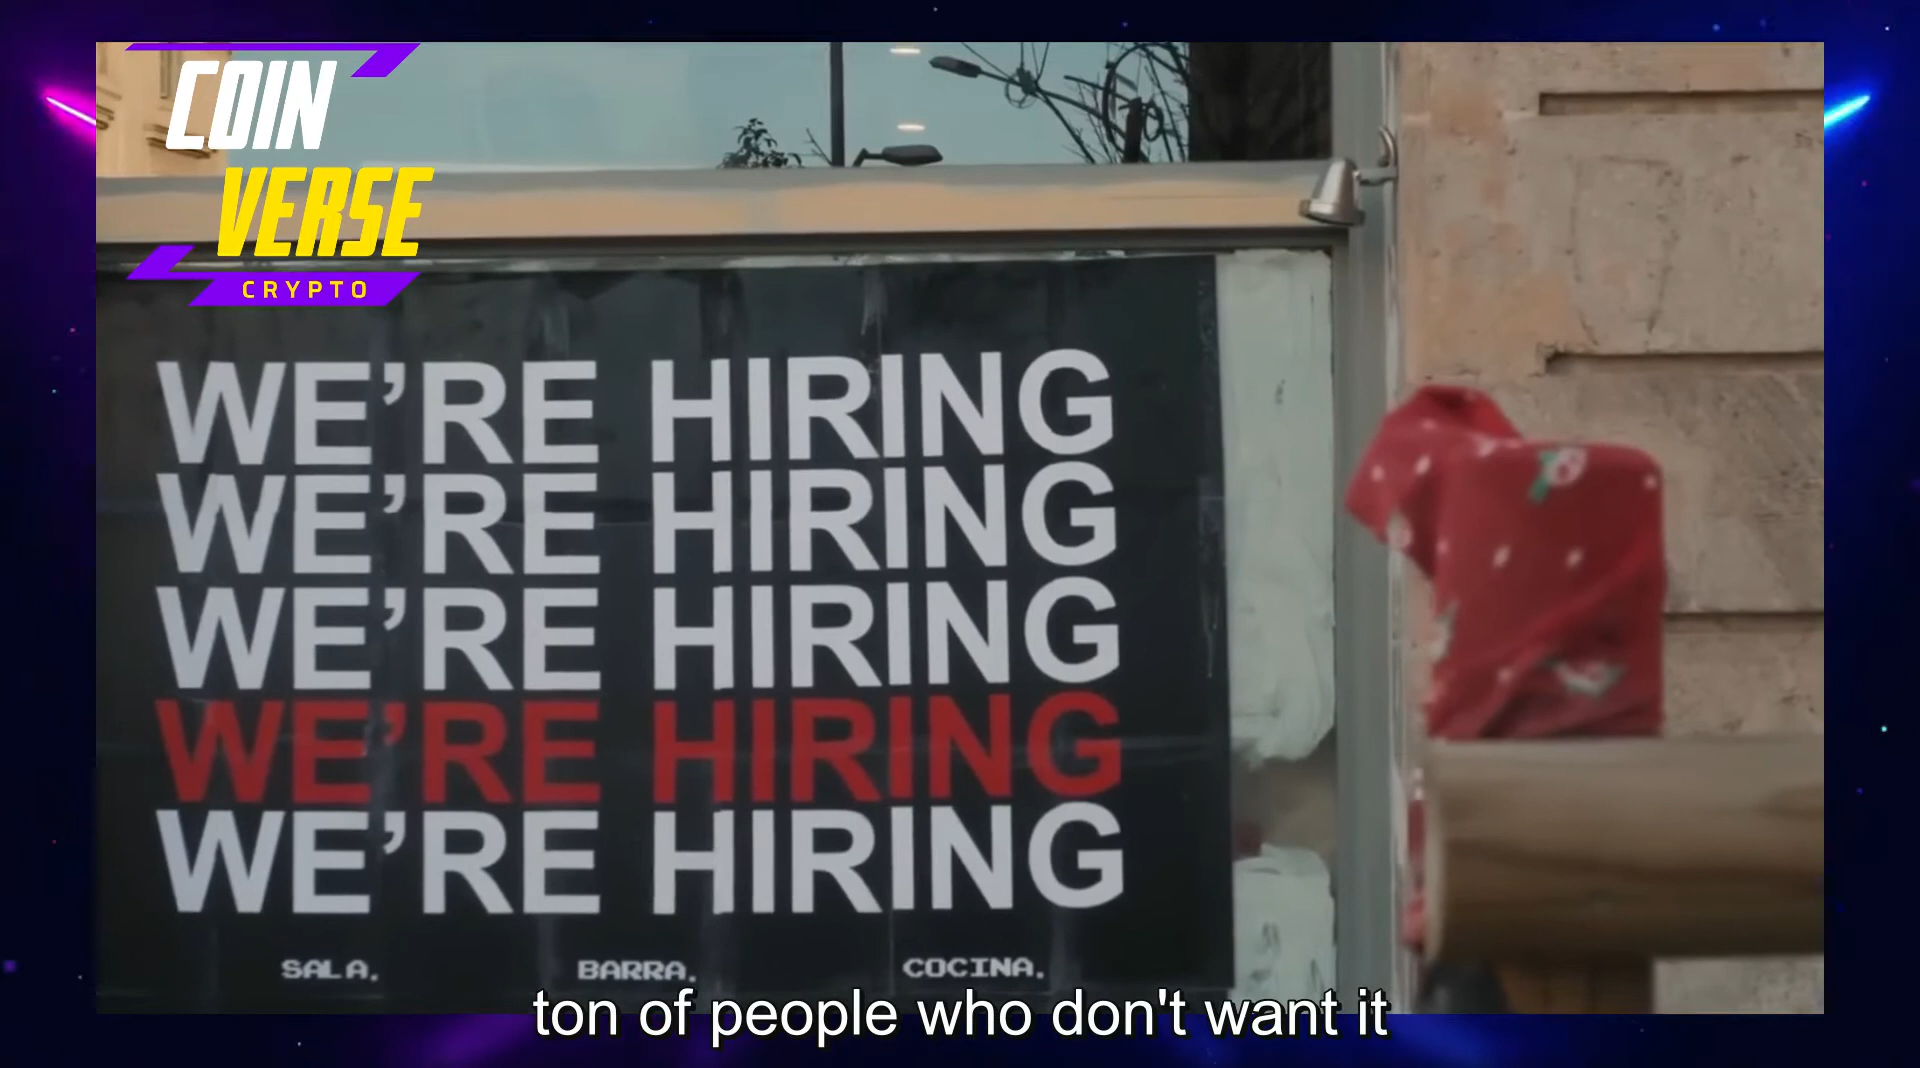 COIN
VERSE
CRYPTO
WE'RE HIRING
WE'RE HIRING
WE'RE HIRING
WE'RE HIRING
WE'RE HIRING
SALA. BARRA. COCINA.
ton of people who don't want it